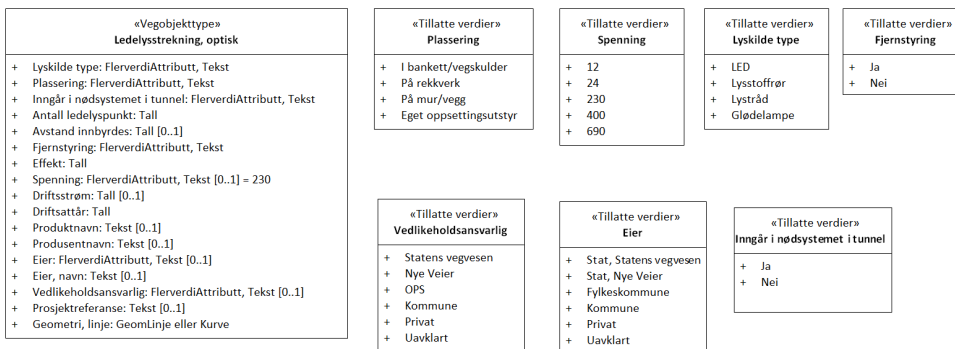 «Vegobjekttype»
Ledelysstrekning, optisk
+ Lyskilde type: FlerverdiAttributt, Tekst
+ Plassering: FlerverdiAttributt, Tekst
+ Inngår i nødsystemet i tunnel: FlerverdiAttributt, Tekst
+ Antall ledelyspunkt: Tall
+ Avstand innbyrdes: Tall [0..1]
+ Fjernstyring: FlerverdiAttributt, Tekst
+ Effekt: Tall
+ Spenning: FlerverdiAttributt, Tekst [0..1] = 230
+ Driftsstrøm: Tall [0..1]
+ Driftsattår: Tall
+ Produktnavn: Tekst [0..1]
+ Produsentnavn: Tekst [0..1]
+ Eier: FlerverdiAttributt, Tekst [0..1]
+ Eier, navn: Tekst [0..1]
+ Vedlikeholdsansvarlig: FlerverdiAttributt, Tekst [0..1]
+ Prosjektreferanse: Tekst [0..1]
+ Geometri, linje: GeomLinje eller Kurve
«Tillatte verdier»
Plassering
+ I bankett/vegskulder
+ På rekkverk
+ På mur/vegg
+ Eget oppsettingsutstyr
«Tillatte verdier»
Spenning
+ 12
+ 24
+ 230
+ 400
+ 690
«Tillatte verdier»
Lyskilde type
+ LED
+ Lysstoffrør
+ Lystråd
+ Glødelampe
«Tillatte verdier»
Fjernstyring
+ Ja
+ Nei
«Tillatte verdier»
Vedlikeholdsansvarlig
+ Statens vegvesen
+ Nye Veier
+ OPS
+ Kommune
+ Privat
+ Uavklart
«Tillatte verdier»
Eier
+ Stat, Statens vegvesen
+ Stat, Nye Veier
+ Fylkeskommune
+ Kommune
+ Privat
+ Uavklart
«Tillatte verdier»
Inngår i nødsystemet i tunnel
+ Ja
+ Nei